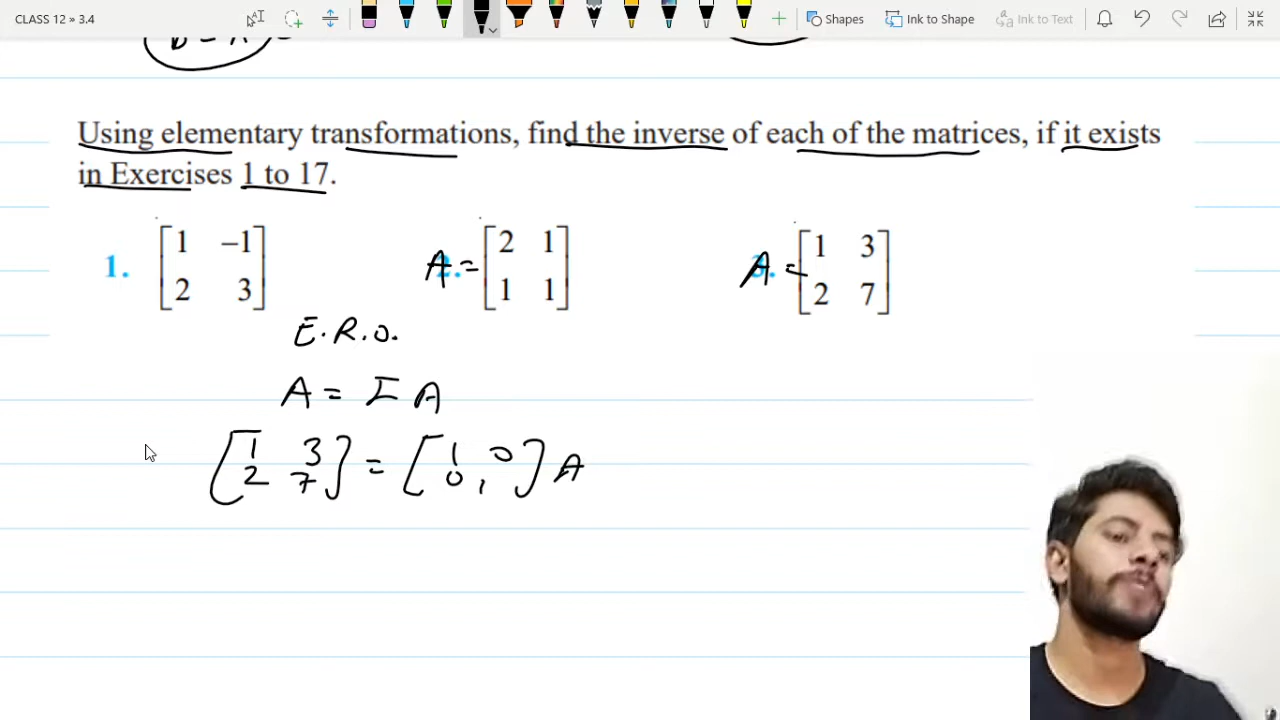 CLASS 12 » 3.4 Shapes Ink to Shape Ink to Text
B = A
Using elementary transformations, find the inverse of each of the matrices, if it exists
in Exercises 1 to 17.
1. [1 –1] A = [2 1] A = [1 3]
[2 3] [1 1] [2 7]
E.R.O.
A = I A
[1 3] = [1 0] A
[2 7] [0 1]